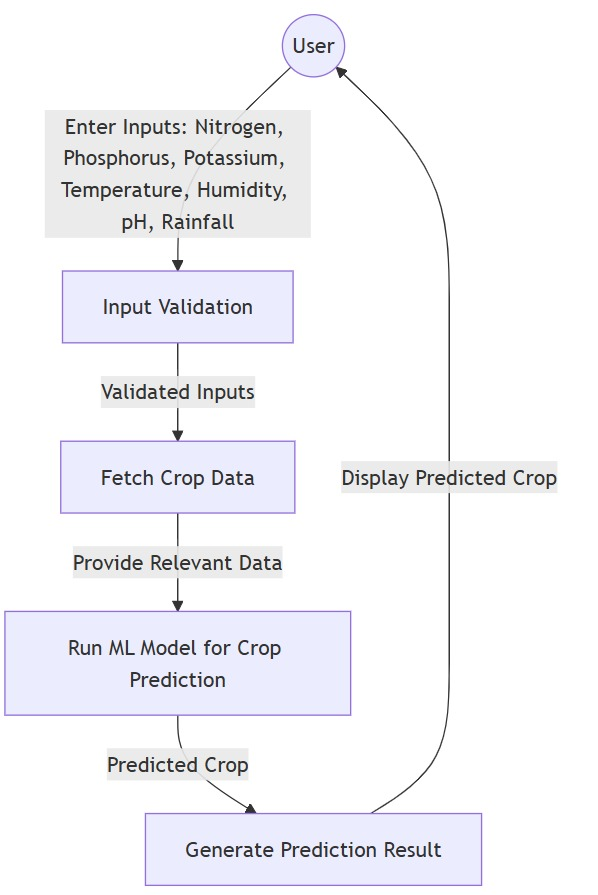 User
Enter Inputs: Nitrogen,
Phosphorus, Potassium,
Temperature, Humidity,
pH, Rainfall
Input Validation
Validated Inputs
Fetch Crop Data
Display Predicted Crop
Provide Relevant Data
Run ML Model for Crop
Prediction
Predicted Crop
Generate Prediction Result